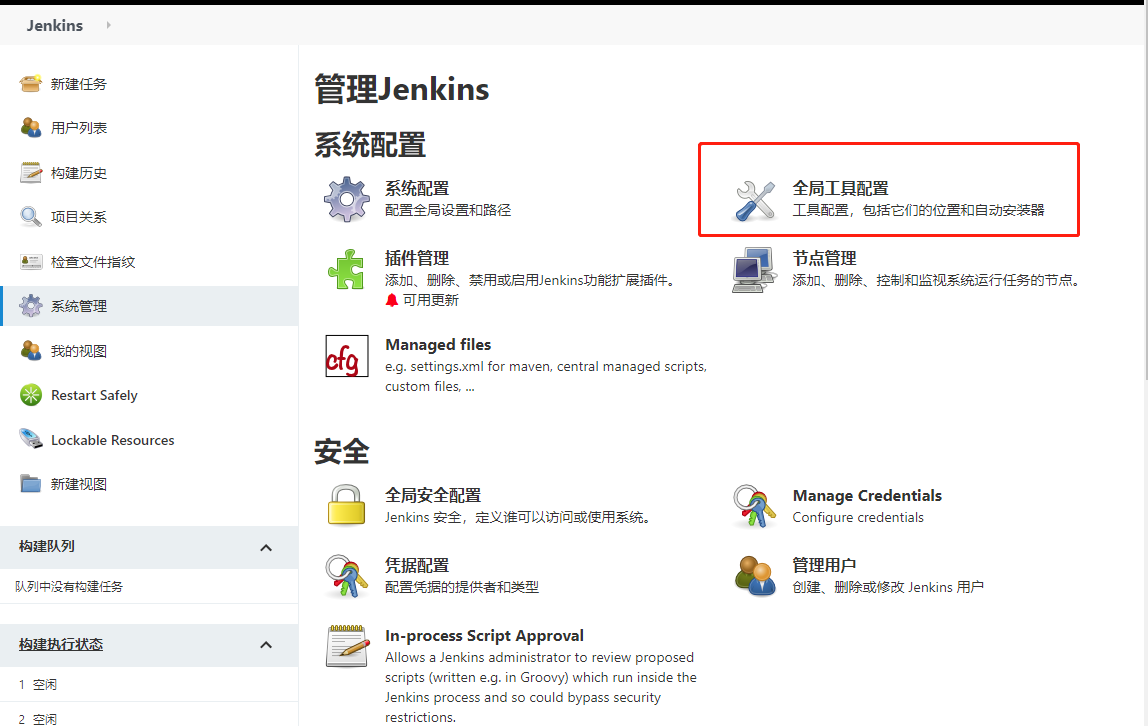 Jenkins
新建任务
用户列表
构建历史
项目关系
检查文件指纹
系统管理
我的视图
Restart Safely
Lockable Resources
新建视图
构建队列
队列中没有构建任务
构建执行状态
1 空闲
2 空闲
管理Jenkins
系统配置
系统配置
配置全局设置和路径
全局工具配置
工具配置，包括它们的位置和自动安装器
插件管理
添加、删除、禁用或启用Jenkins功能扩展插件。
可用更新
节点管理
添加、删除、控制和监视系统运行任务的节点。
cfg
Managed files
e.g. settings.xml for maven, central managed scripts,
custom files, ...
安全
全局安全配置
Jenkins 安全，定义谁可以访问或使用系统。
Manage Credentials
Configure credentials
凭据配置
配置凭据的提供者和类型
管理用户
创建、删除或修改 Jenkins 用户
In-process Script Approval
Allows a Jenkins administrator to review proposed
scripts (written e.g. in Groovy) which run inside the
Jenkins process and so could bypass security
restrictions.